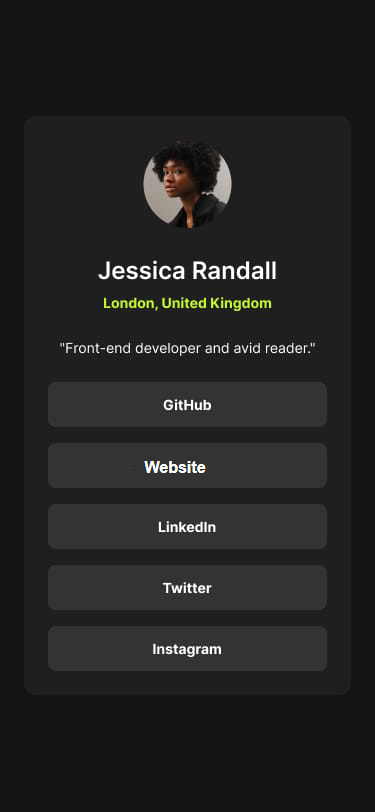 Jessica Randall
London, United Kingdom
"Front-end developer and avid reader."
GitHub
Website
LinkedIn
Twitter
Instagram